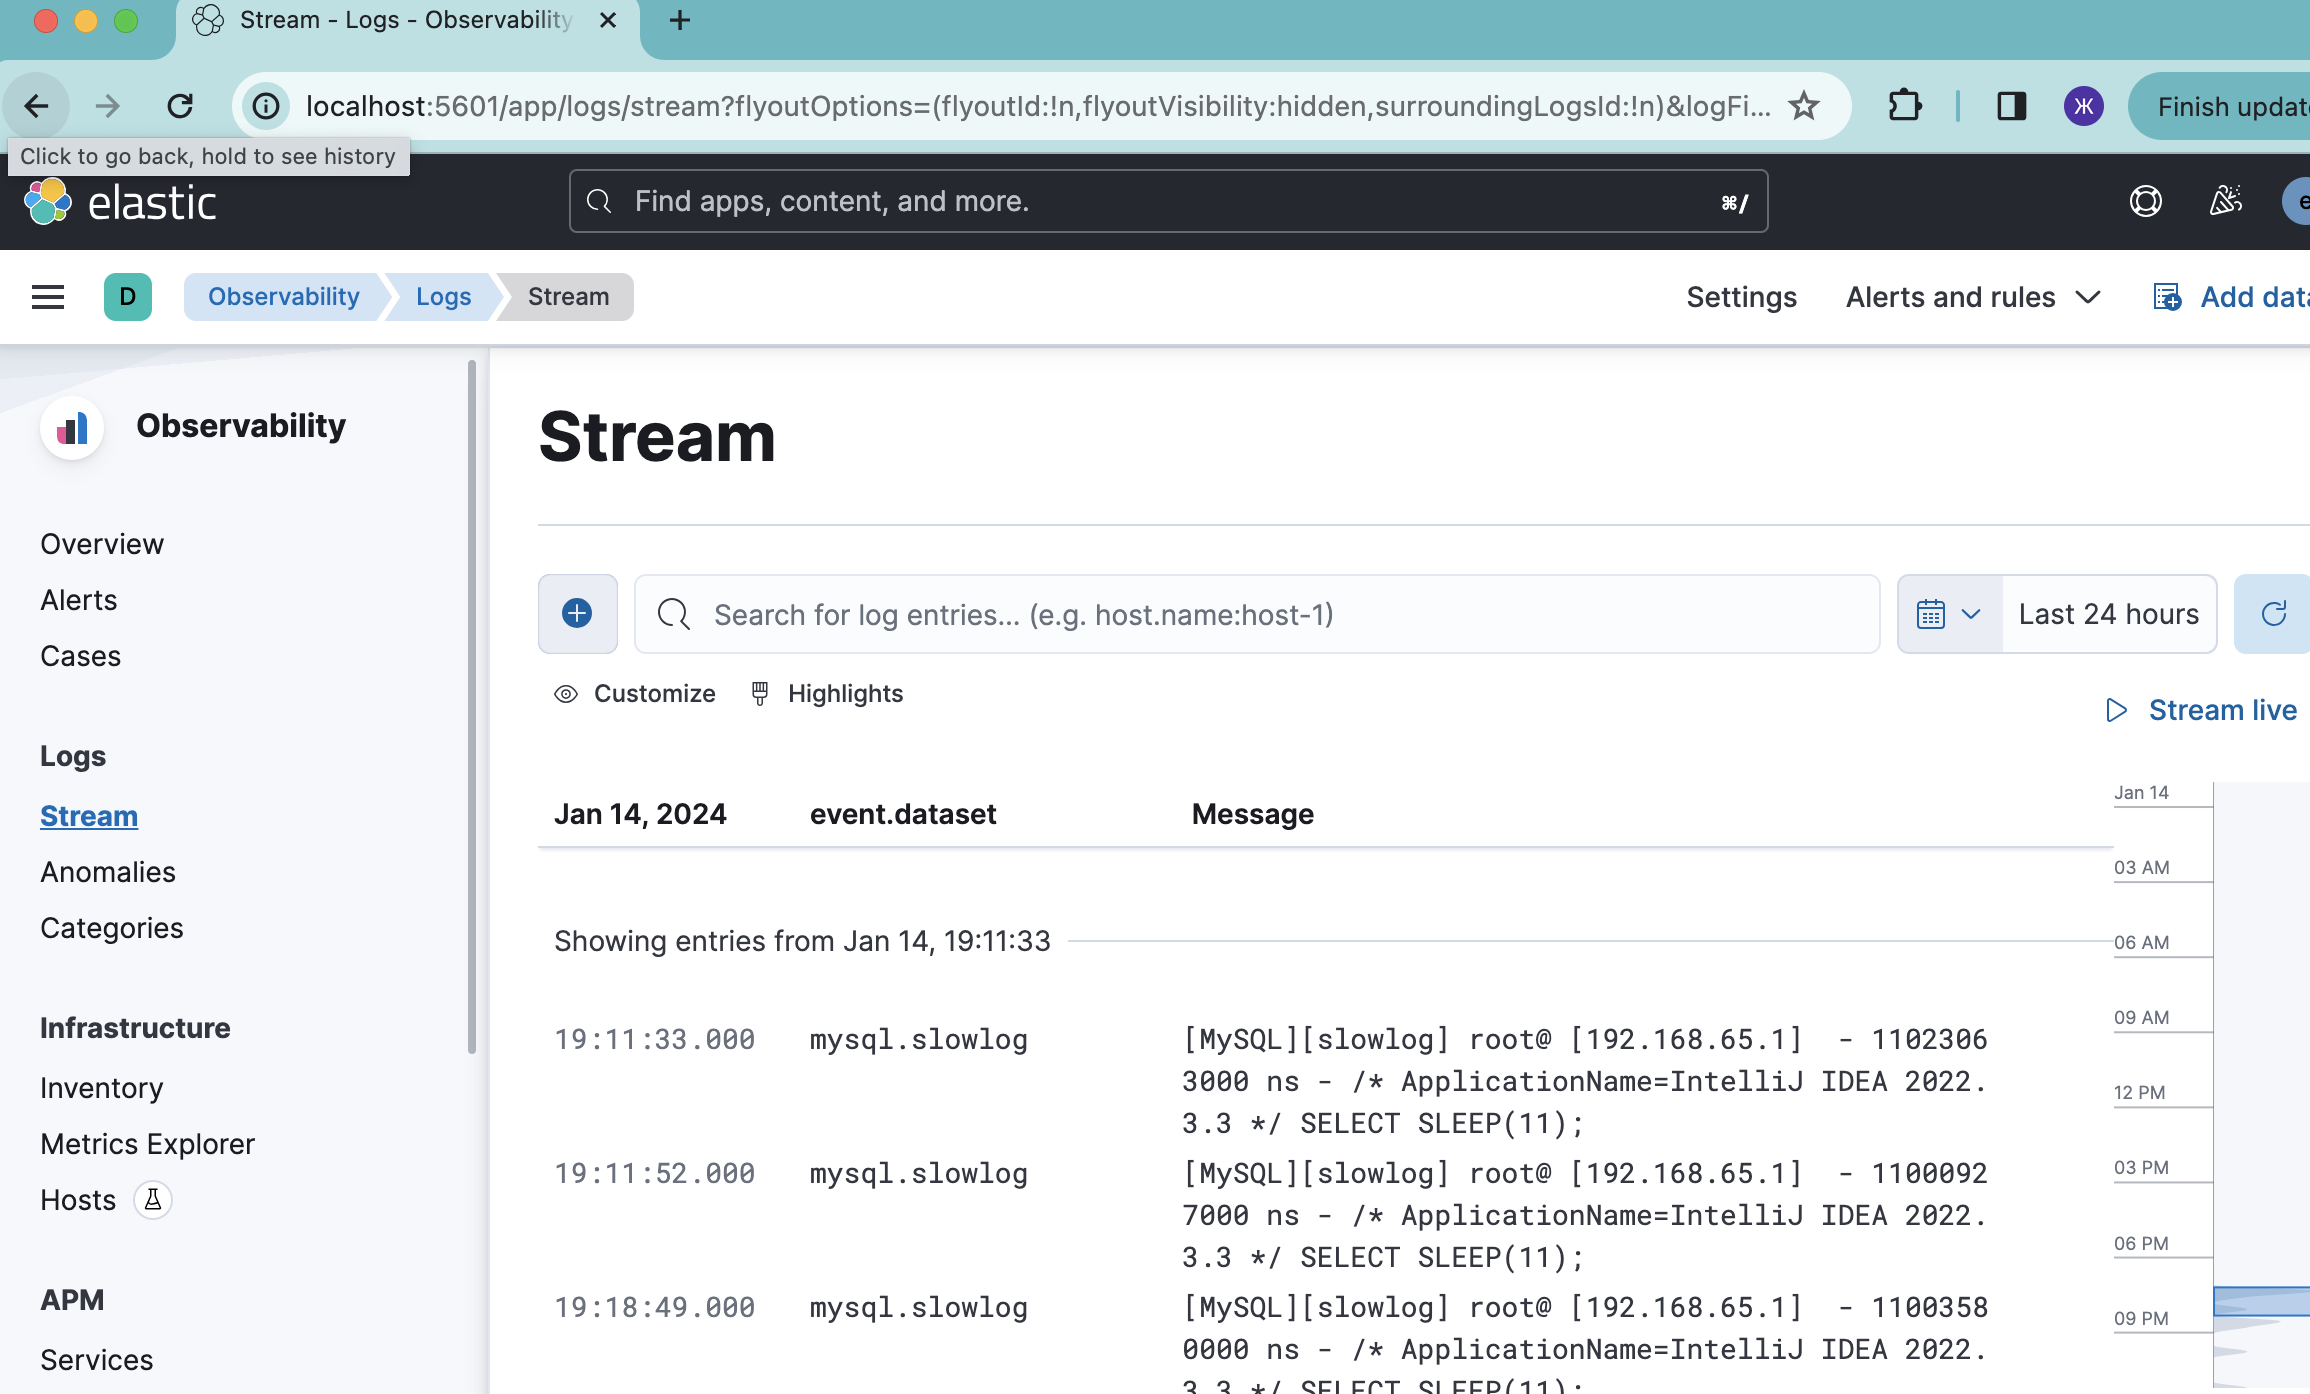 Stream - Logs - Observability
localhost:5601/app/logs/stream?flyoutOptions=(flyoutId:!n,flyoutVisibility:hidden,surroundingLogsId:!n)&logFi...
Ж
Finish updat
Click to go back, hold to see history
elastic
Find apps, content, and more.
⌘/
e
D
Observability
Logs
Stream
Settings
Alerts and rules
Add data
Observability
Overview
Alerts
Cases
Logs
Stream
Anomalies
Categories
Infrastructure
Inventory
Metrics Explorer
Hosts
APM
Services
Stream
Search for log entries... (e.g. host.name:host-1)
Last 24 hours
Customize
Highlights
Stream live
Jan 14, 2024 event.dataset Message
Showing entries from Jan 14, 19:11:33
19:11:33.000 mysql.slowlog [MySQL][slowlog] root@ [192.168.65.1]  - 1102306
3000 ns - /* ApplicationName=IntelliJ IDEA 2022.
3.3 */ SELECT SLEEP(11);
19:11:52.000 mysql.slowlog [MySQL][slowlog] root@ [192.168.65.1]  - 1100092
7000 ns - /* ApplicationName=IntelliJ IDEA 2022.
3.3 */ SELECT SLEEP(11);
19:18:49.000 mysql.slowlog [MySQL][slowlog] root@ [192.168.65.1]  - 1100358
0000 ns - /* ApplicationName=IntelliJ IDEA 2022.
3.3 */ SELECT SLEEP(11);
Jan 14
03 AM
06 AM
09 AM
12 PM
03 PM
06 PM
09 PM